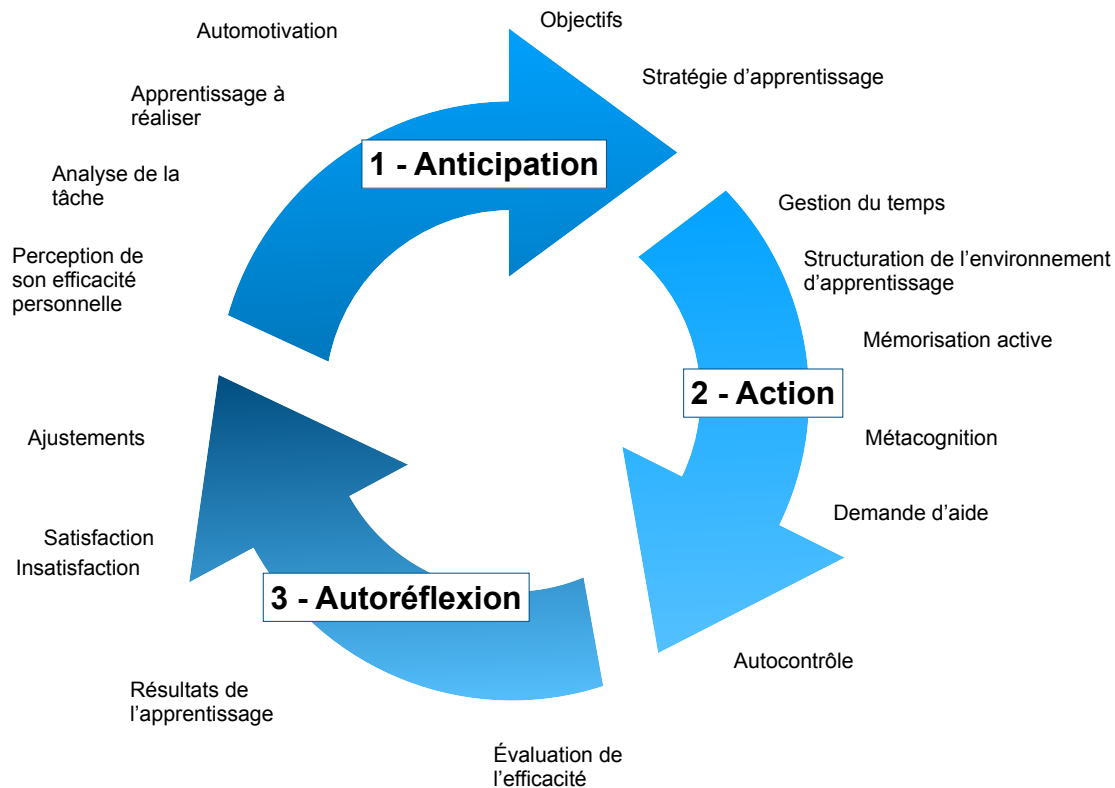 Objectifs
Automotivation
Stratégie d’apprentissage
Apprentissage à
réaliser
1 - Anticipation
Analyse de la
tâche
Gestion du temps
Perception de
son efficacité
personnelle
Structuration de l’environnement
d’apprentissage
Mémorisation active
2 - Action
Ajustements
Métacognition
Demande d’aide
Satisfaction
Insatisfaction
3 - Autoréflexion
Autocontrôle
Résultats de
l’apprentissage
Évaluation de
l’efficacité